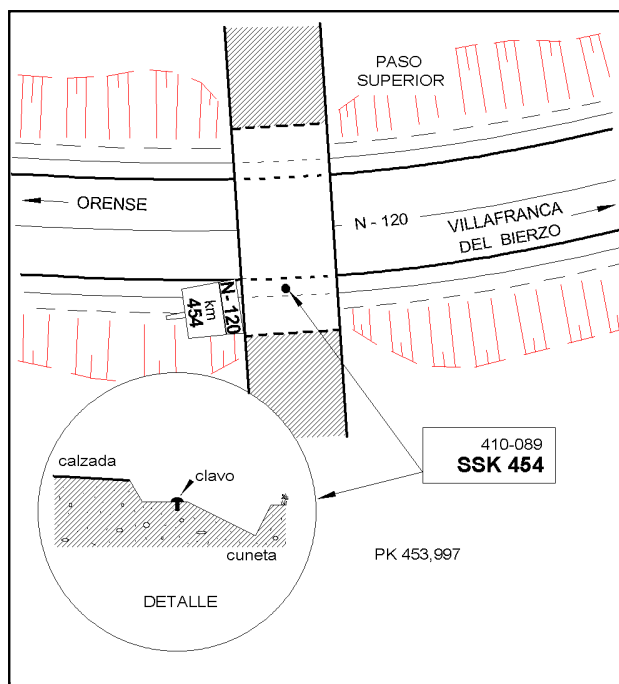 PASO
SUPERIOR
ORENSE
N - 120
VILLAFRANCA
DEL BIERZO
N - 120
km
454
410-089
SSK 454
calzada
clavo
cuneta
PK 453,997
DETALLE